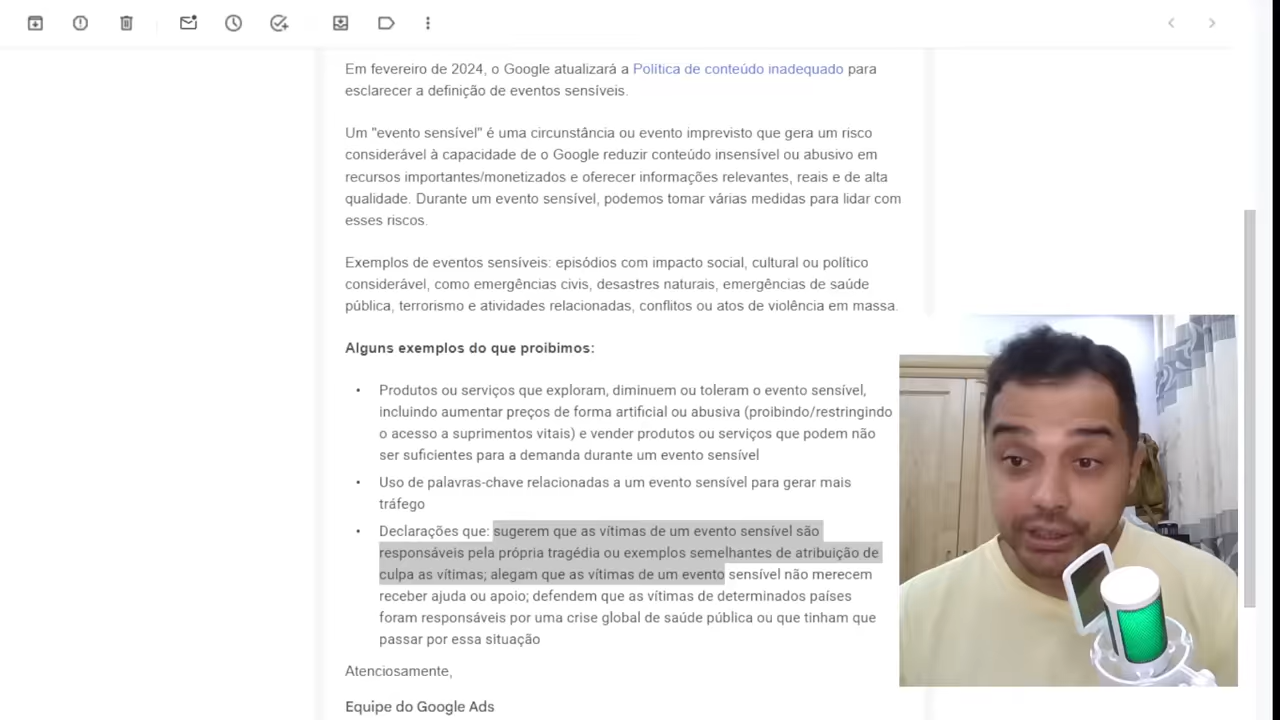 Em fevereiro de 2024, o Google atualizará a Política de conteúdo inadequado para
esclarecer a definição de eventos sensíveis.
Um "evento sensível" é uma circunstância ou evento imprevisto que gera um risco
considerável à capacidade de o Google reduzir conteúdo insensível ou abusivo em
recursos importantes/monetizados e oferecer informações relevantes, reais e de alta
qualidade. Durante um evento sensível, podemos tomar várias medidas para lidar com
esses riscos.
Exemplos de eventos sensíveis: episódios com impacto social, cultural ou político
considerável, como emergências civis, desastres naturais, emergências de saúde
pública, terrorismo e atividades relacionadas, conflitos ou atos de violência em massa.
Alguns exemplos do que proibimos:
• Produtos ou serviços que exploram, diminuem ou toleram o evento sensível,
incluindo aumentar preços de forma artificial ou abusiva (proibindo/restringindo
o acesso a suprimentos vitais) e vender produtos ou serviços que podem não
ser suficientes para a demanda durante um evento sensível
• Uso de palavras-chave relacionadas a um evento sensível para gerar mais
tráfego
• Declarações que: sugerem que as vítimas de um evento sensível são
responsáveis pela própria tragédia ou exemplos semelhantes de atribuição de
culpa as vítimas; alegam que as vítimas de um evento sensível não merecem
receber ajuda ou apoio; defendem que as vítimas de determinados países
foram responsáveis por uma crise global de saúde pública ou que tinham que
passar por essa situação
Atenciosamente,
Equipe do Google Ads